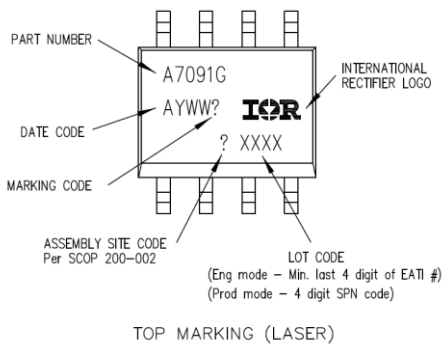 PART NUMBER
A7091G
INTERNATIONAL
RECTIFIER LOGO
AYWW?
IOR
DATE CODE
? XXXX
MARKING CODE
ASSEMBLY SITE CODE
Per SCOP 200-002
LOT CODE
(Eng mode - Min. last 4 digit of EATI #)
(Prod mode - 4 digit SPN code)
TOP MARKING (LASER)